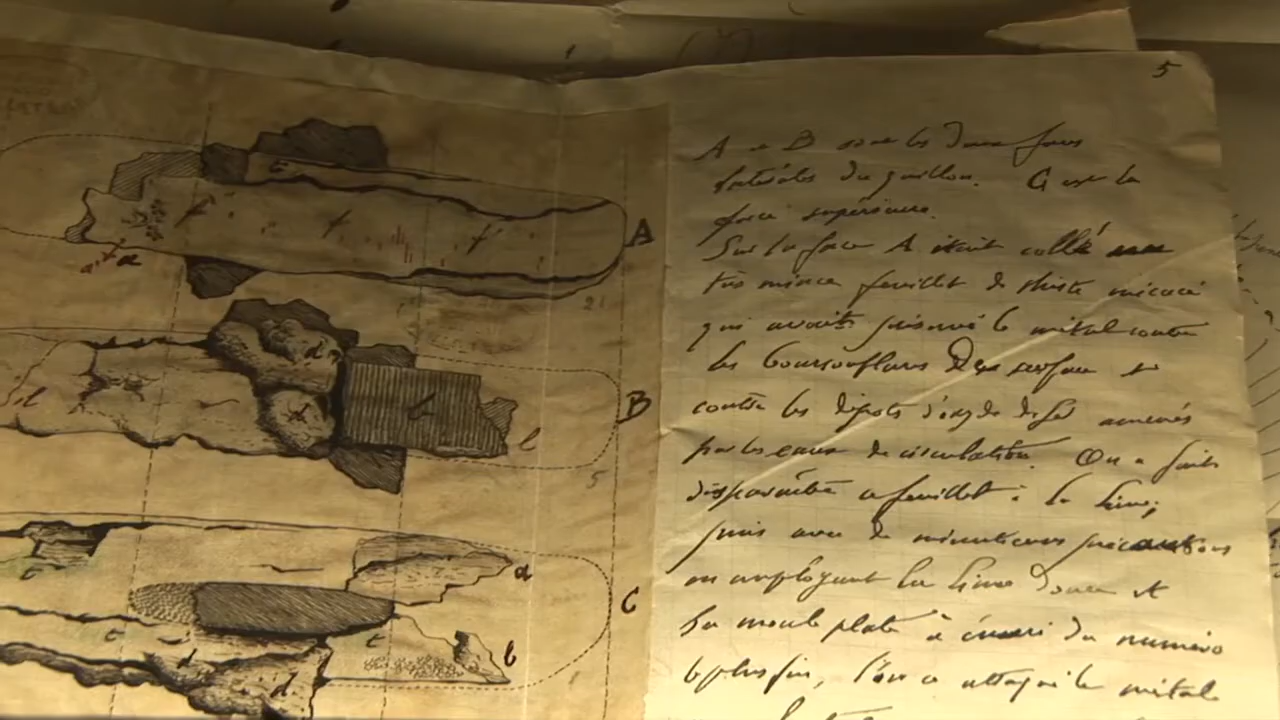 A
a
a
21
d
b
l
B
5
a
C
c
t
t
b
d
d
5
A et B sont les deux faces
latérales du goujon. C est la
face supérieure.
Sur la face A était collé
très mince feuillet de schiste micacé
qui avait préservé le métal contre
les boursouflures de surface et
contre les dépôts d'oxyde de fer amenés
par les eaux de circulation. On a fait
disparaître ce feuillet à la lime,
puis avec de minutieuses précautions
en employant la lime douce et
la meule plate à émeri du numéro
le plus fin, l'on a attaqué le métal